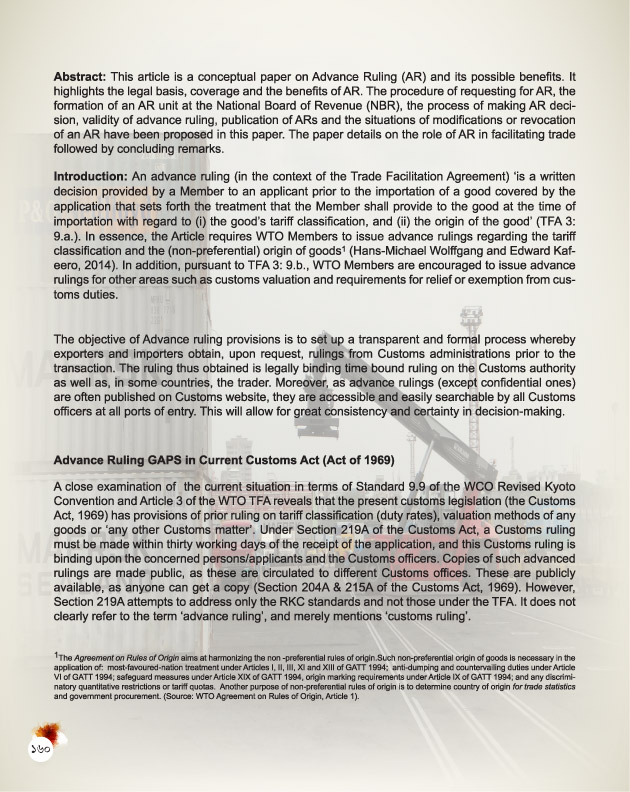 Abstract: This article is a conceptual paper on Advance Ruling (AR) and its possible benefits. It
highlights the legal basis, coverage and the benefits of AR. The procedure of requesting for AR, the
formation of an AR unit at the National Board of Revenue (NBR), the process of making AR deci-
sion, validity of advance ruling, publication of ARs and the situations of modifications or revocation
of an AR have been proposed in this paper. The paper details on the role of AR in facilitating trade
followed by concluding remarks.
Introduction: An advance ruling (in the context of the Trade Facilitation Agreement) ‘is a written
decision provided by a Member to an applicant prior to the importation of a good covered by the
application that sets forth the treatment that the Member shall provide to the good at the time of
importation with regard to (i) the good’s tariff classification, and (ii) the origin of the good’ (TFA 3:
9.a.). In essence, the Article requires WTO Members to issue advance rulings regarding the tariff
classification and the (non-preferential) origin of goods¹ (Hans-Michael Wolffgang and Edward Kaf-
eero, 2014). In addition, pursuant to TFA 3: 9.b., WTO Members are encouraged to issue advance
rulings for other areas such as customs valuation and requirements for relief or exemption from cus-
toms duties.
The objective of Advance ruling provisions is to set up a transparent and formal process whereby
exporters and importers obtain, upon request, rulings from Customs administrations prior to the
transaction. The ruling thus obtained is legally binding time bound ruling on the Customs authority
as well as, in some countries, the trader. Moreover, as advance rulings (except confidential ones)
are often published on Customs website, they are accessible and easily searchable by all Customs
officers at all ports of entry. This will allow for great consistency and certainty in decision-making.
Advance Ruling GAPS in Current Customs Act (Act of 1969)
A close examination of the current situation in terms of Standard 9.9 of the WCO Revised Kyoto
Convention and Article 3 of the WTO TFA reveals that the present customs legislation (the Customs
Act, 1969) has provisions of prior ruling on tariff classification (duty rates), valuation methods of any
goods or ‘any other Customs matter’. Under Section 219A of the Customs Act, a Customs ruling
must be made within thirty working days of the receipt of the application, and this Customs ruling is
binding upon the concerned persons/applicants and the Customs officers. Copies of such advanced
rulings are made public, as these are circulated to different Customs offices. These are publicly
available, as anyone can get a copy (Section 204A & 215A of the Customs Act, 1969). However,
Section 219A attempts to address only the RKC standards and not those under the TFA. It does not
clearly refer to the term ‘advance ruling’, and merely mentions ‘customs ruling’.
¹The Agreement on Rules of Origin aims at harmonizing the non -preferential rules of origin.Such non-preferential origin of goods is necessary in the
application of: most-favoured-nation treatment under Articles I, II, III, XI and XIII of GATT 1994; anti-dumping and countervailing duties under Article
VI of GATT 1994; safeguard measures under Article XIX of GATT 1994, origin marking requirements under Article IX of GATT 1994; and any discrimi-
natory quantitative restrictions or tariff quotas. Another purpose of non-preferential rules of origin is to determine country of origin for trade statistics
and government procurement. (Source: WTO Agreement on Rules of Origin, Article 1).
১৬০